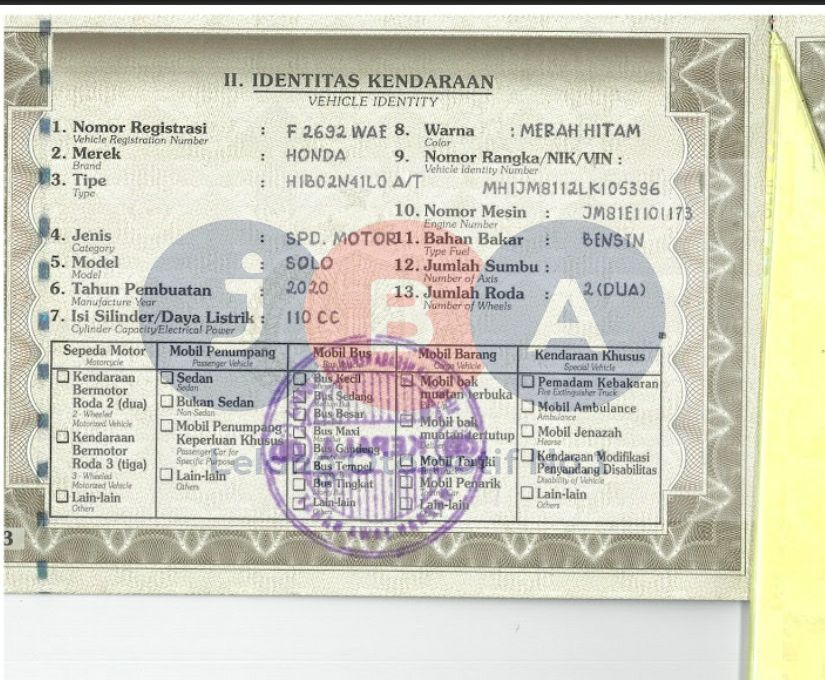 II. IDENTITAS KENDARAAN
VEHICLE IDENTITY
1. Nomor Registrasi : F 2692 WAE
Vehicle Registration Number
2. Merek : HONDA
Brand
3. Tipe : H1B02N41L0 A/T
Type
4. Jenis : SPD. MOTOR
Category
5. Model : SOLO
Model
6. Tahun Pembuatan : 2020
Manufacture Year
7. Isi Silinder/Daya Listrik : 110 CC
Cylinder Capacity/Electrical Power
8. Warna : MERAH HITAM
Color
9. Nomor Rangka/NIK/VIN :
Vehicle Identity Number
MH1JM8112LK105396
10. Nomor Mesin : JM81E1101173
Engine Number
11. Bahan Bakar : BENSIN
Type Fuel
12. Jumlah Sumbu :
Number of Axis
13. Jumlah Roda : 2 (DUA)
Number of Wheels
JBA
Sepeda Motor
Motorcycle
Kendaraan
Bermotor
Roda 2 (dua)
2 - Wheeled
Motorized Vehicle
Kendaraan
Bermotor
Roda 3 (tiga)
3 - Wheeled
Motorized Vehicle
Lain-lain
Others
Mobil Penumpang
Passenger Vehicle
Sedan
Sedan
Bukan Sedan
Non-Sedan
Mobil Penumpang
Keperluan Khusus
Passenger Car for
Specific Purpose
Lain-lain
Others
Mobil Bus
Bus Kecil
Bus Sedang
Bus Besar
Bus Maxi
Bus Gandeng
Bus Tempel
Bus Tingkat
Lain-lain
Mobil Barang
Cargo Vehicle
Mobil bak
muatan terbuka
Mobil bak
muatan tertutup
Mobil Tangki
Mobil Penarik
Lain-lain
Kendaraan Khusus
Special Vehicle
Pemadam Kebakaran
Fire Extinguisher Truck
Mobil Ambulance
Ambulance
Mobil Jenazah
Hearse
Kendaraan Modifikasi
Penyandang Disabilitas
Disability of Vehicle
Lain-lain
Others
KEPALA
3